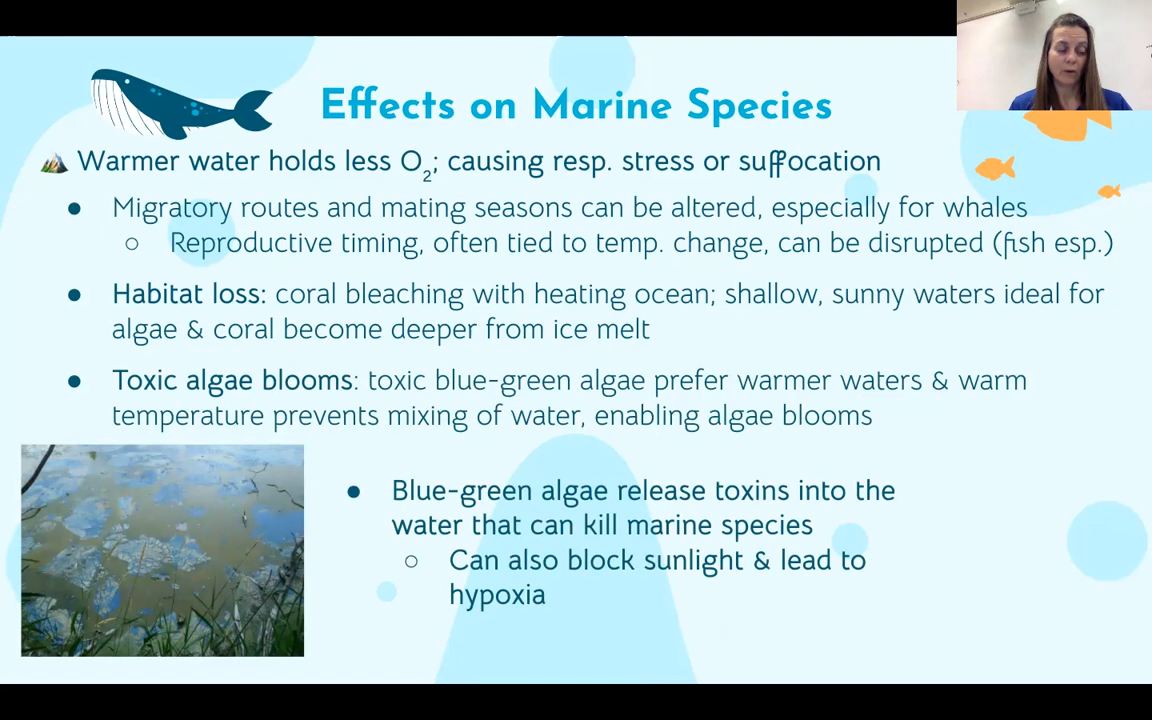 Effects on Marine Species
Warmer water holds less O₂; causing resp. stress or suffocation
● Migratory routes and mating seasons can be altered, especially for whales
○ Reproductive timing, often tied to temp. change, can be disrupted (fish esp.)
● Habitat loss: coral bleaching with heating ocean; shallow, sunny waters ideal for
algae & coral become deeper from ice melt
● Toxic algae blooms: toxic blue-green algae prefer warmer waters & warm
temperature prevents mixing of water, enabling algae blooms
● Blue-green algae release toxins into the
water that can kill marine species
○ Can also block sunlight & lead to
hypoxia